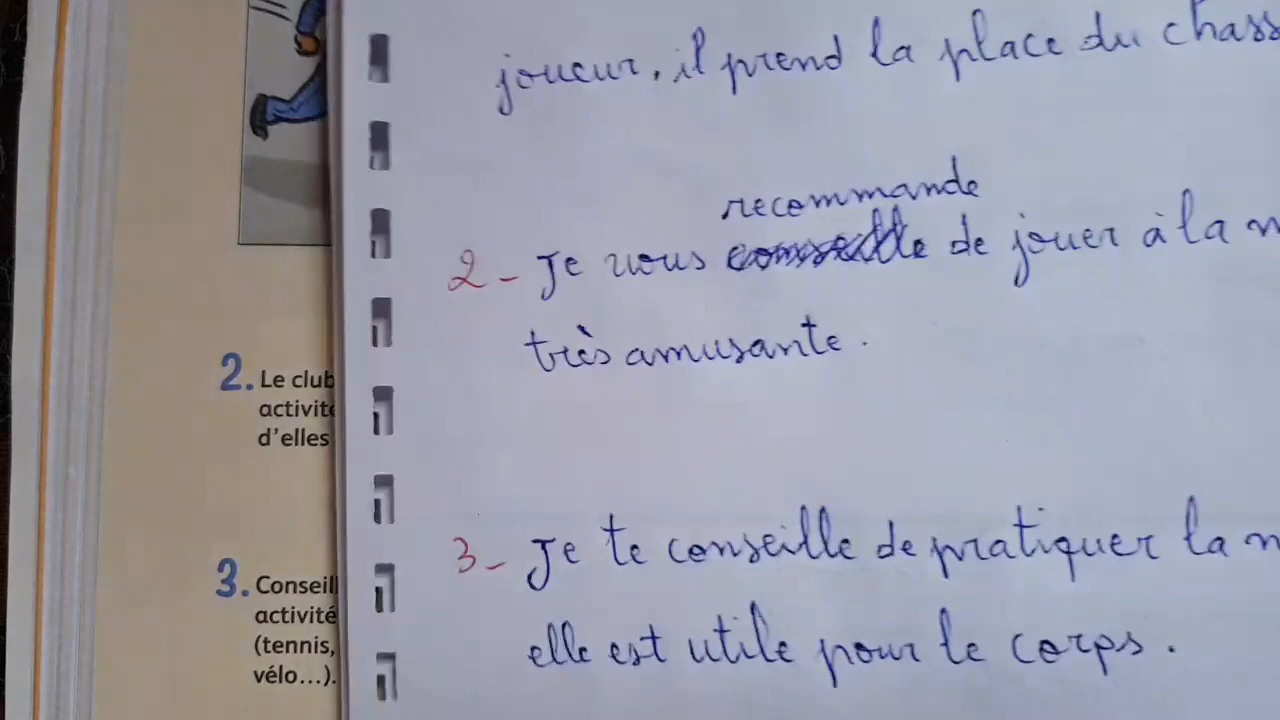 joueur, il prend la place du chass
recommande
2- Je vous de jouer à la
très amusante.
3- Je te conseille de pratiquer la
elle est utile pour le corps.
2. Le club
activité
d'elles
3. Conseill
activité
(tennis,
vélo...).